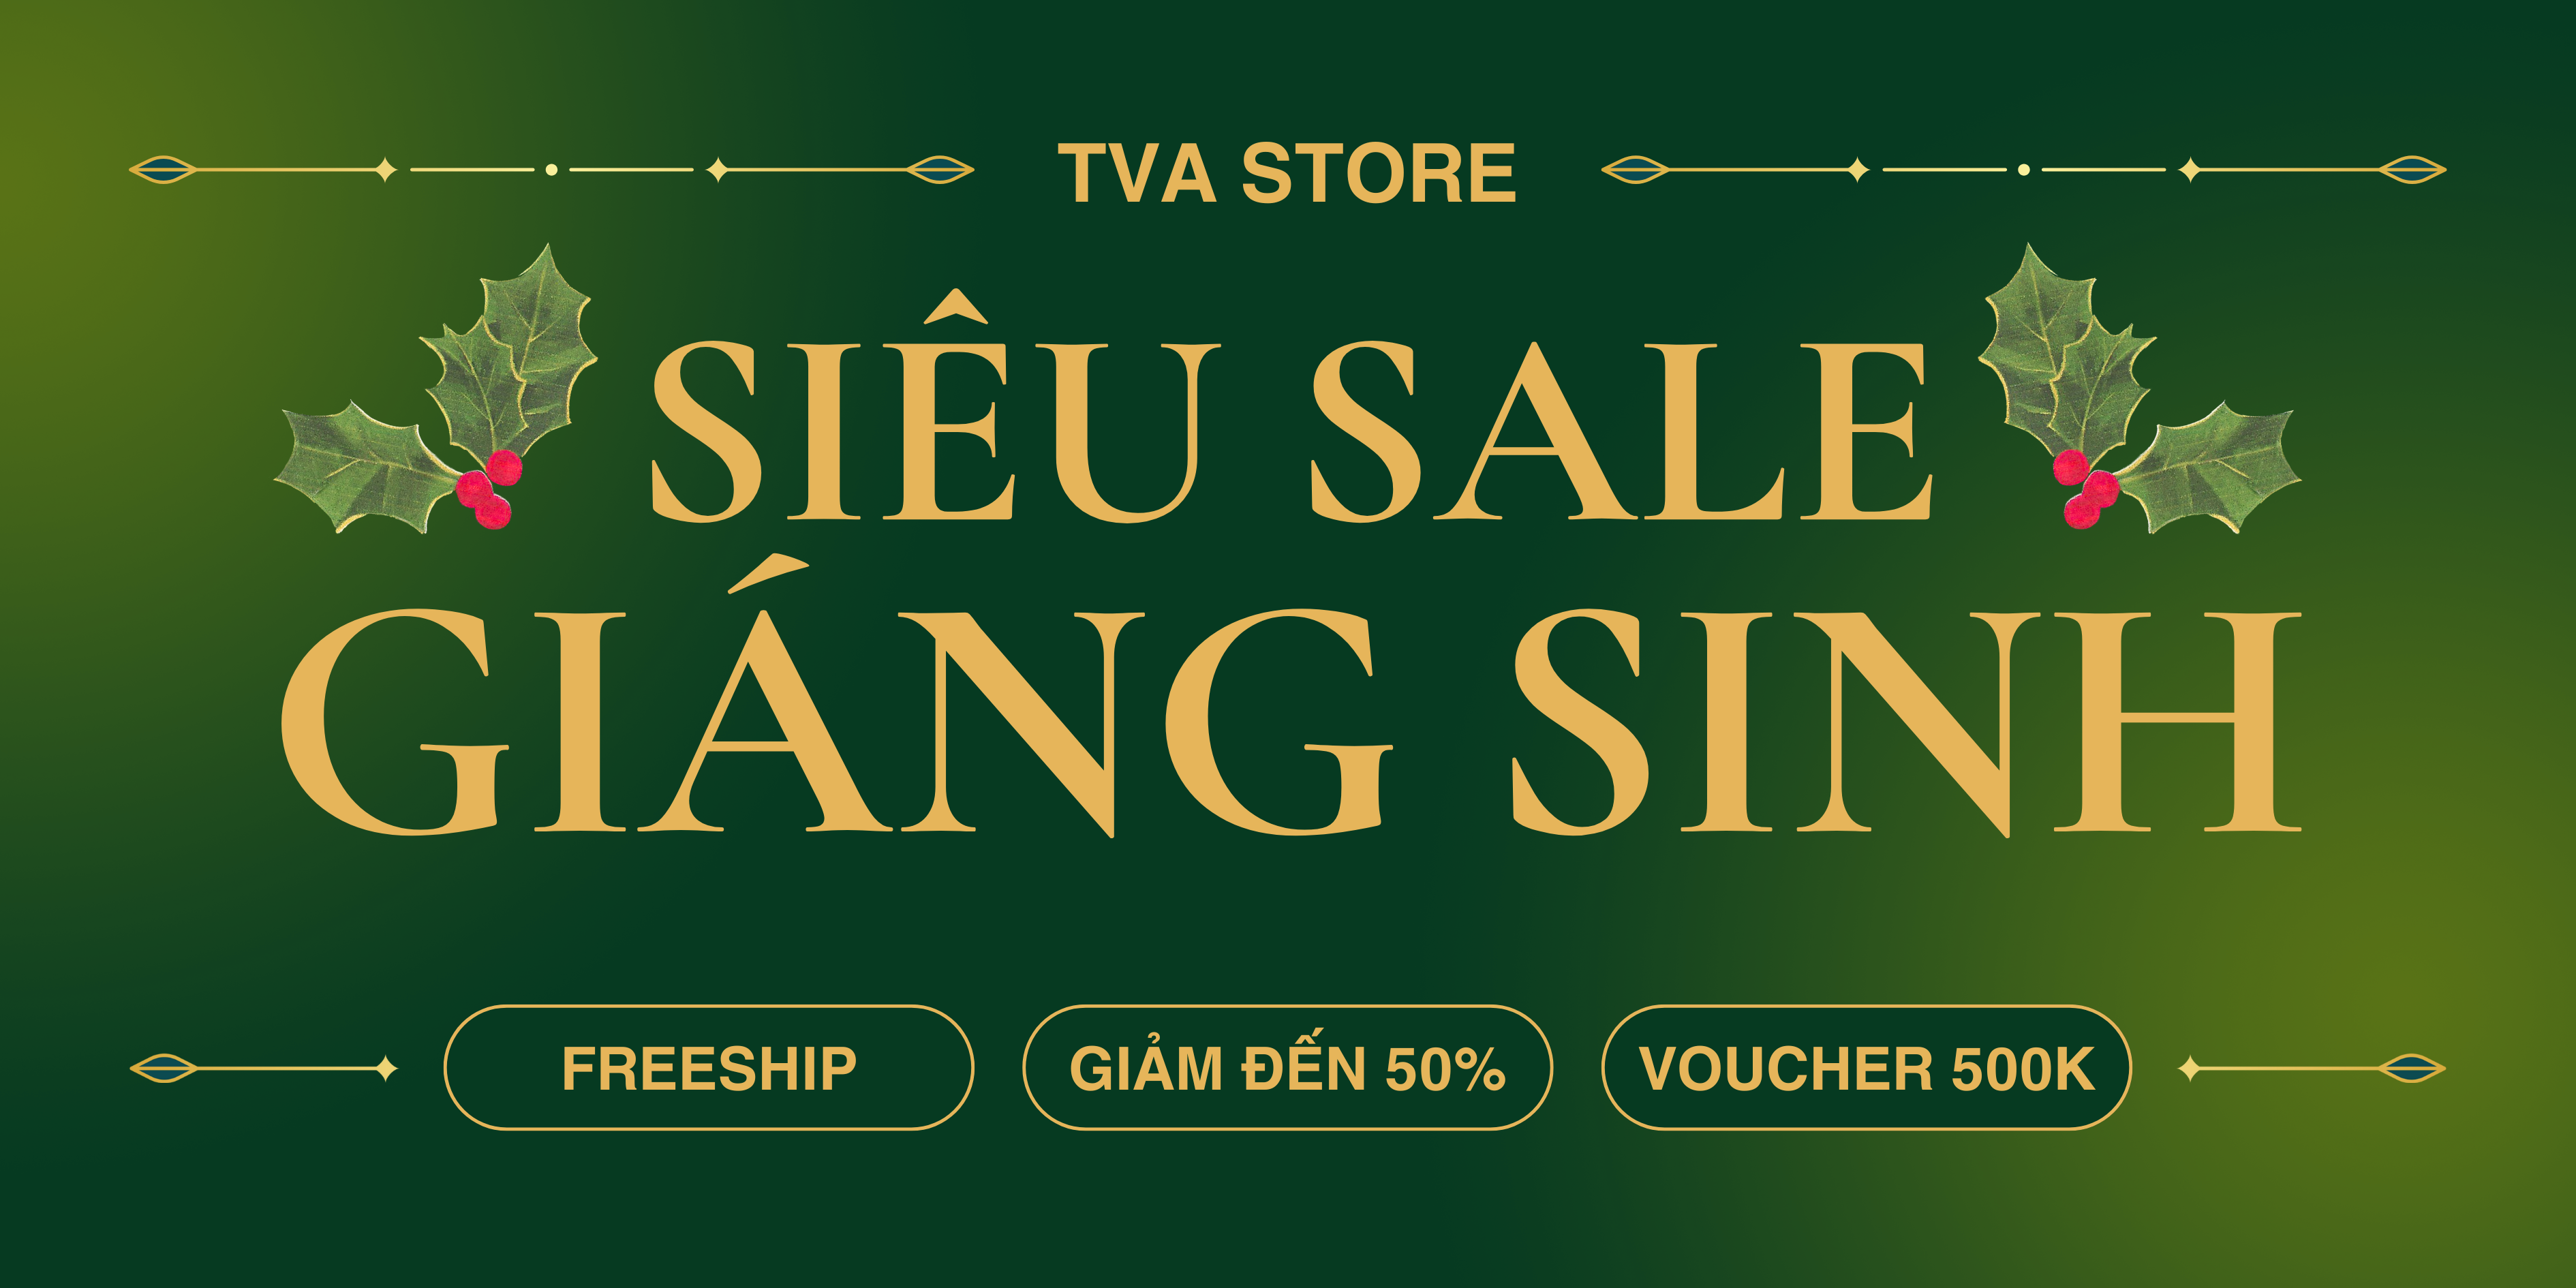 TVA STORE
SIÊU SALE
GIÁNG SINH
FREESHIP
GIẢM ĐẾN 50%
VOUCHER 500K